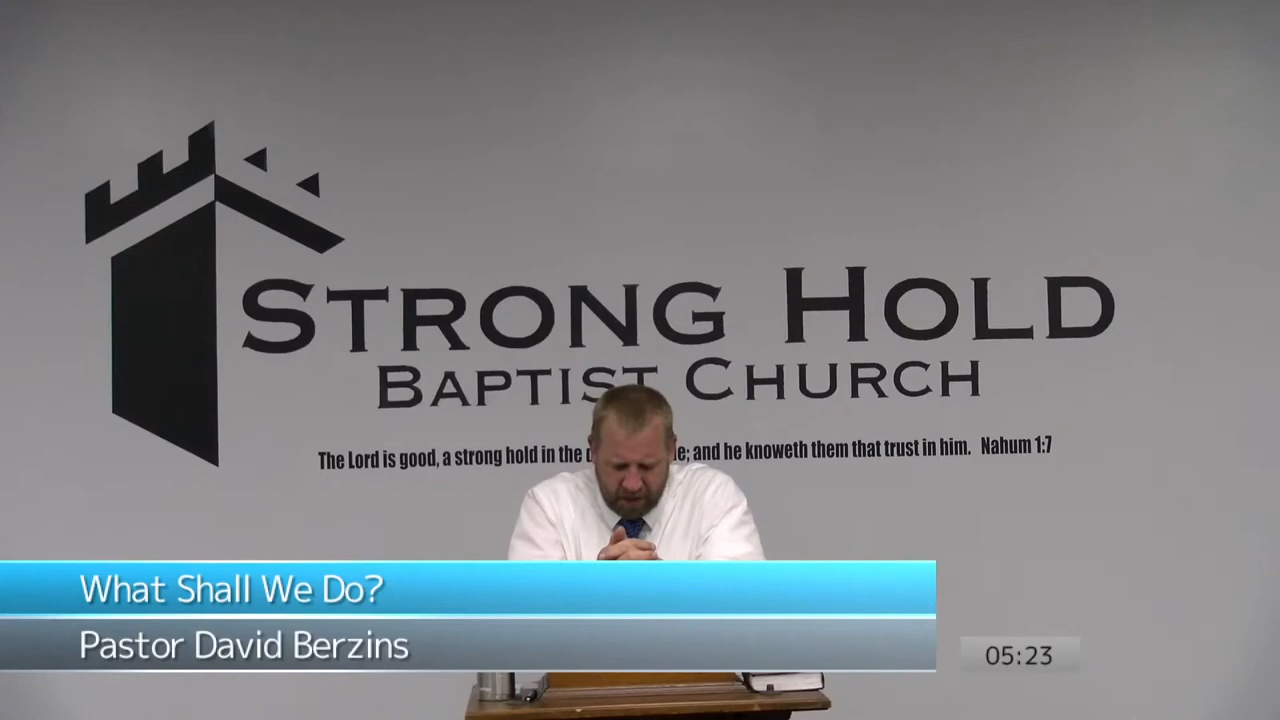 STRONG HOLD
BAPTIST CHURCH
The Lord is good, a strong hold in the e; and he knoweth them that trust in him. Nahum 1:7
What Shall We Do?
Pastor David Berzins
05:23